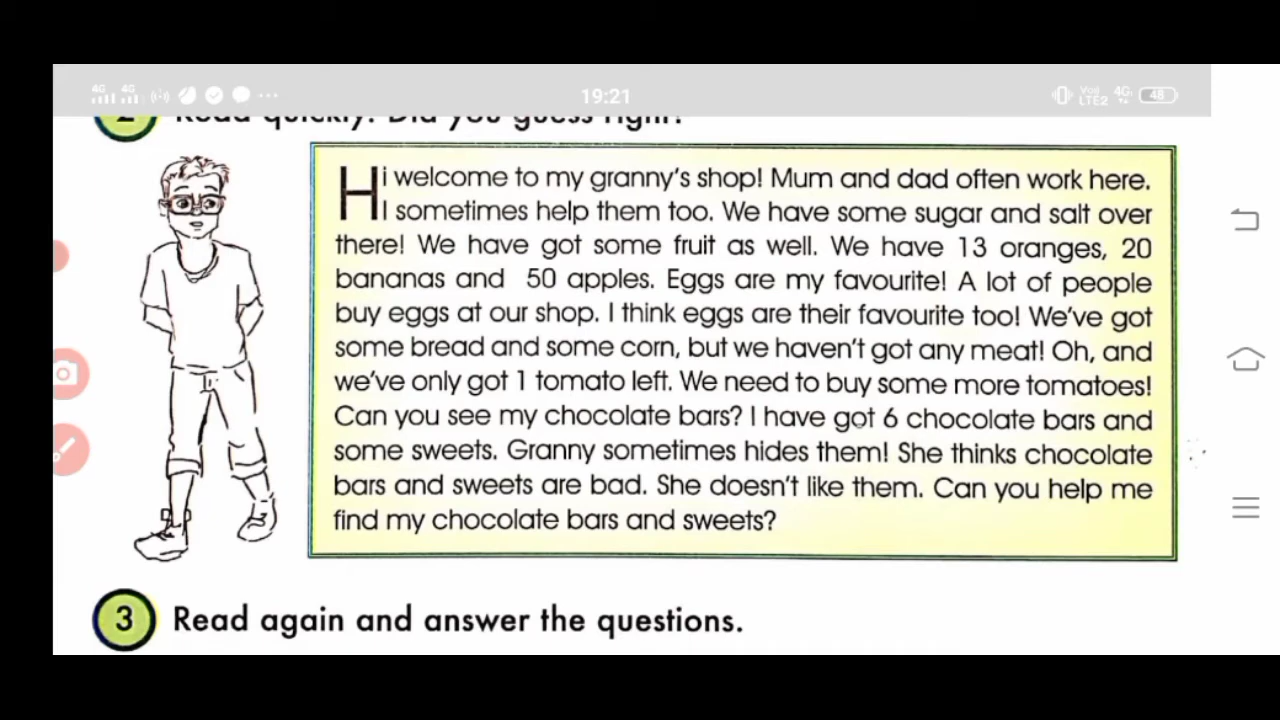 4G 4G 19:21 Vo) LTE2 4G 48
2 Read quickly. Did you guess right?
Hi welcome to my granny's shop! Mum and dad often work here.
I sometimes help them too. We have some sugar and salt over
there! We have got some fruit as well. We have 13 oranges, 20
bananas and 50 apples. Eggs are my favourite! A lot of people
buy eggs at our shop. I think eggs are their favourite too! We've got
some bread and some corn, but we haven't got any meat! Oh, and
we've only got 1 tomato left. We need to buy some more tomatoes!
Can you see my chocolate bars? I have got 6 chocolate bars and
some sweets. Granny sometimes hides them! She thinks chocolate
bars and sweets are bad. She doesn't like them. Can you help me
find my chocolate bars and sweets?
3 Read again and answer the questions.